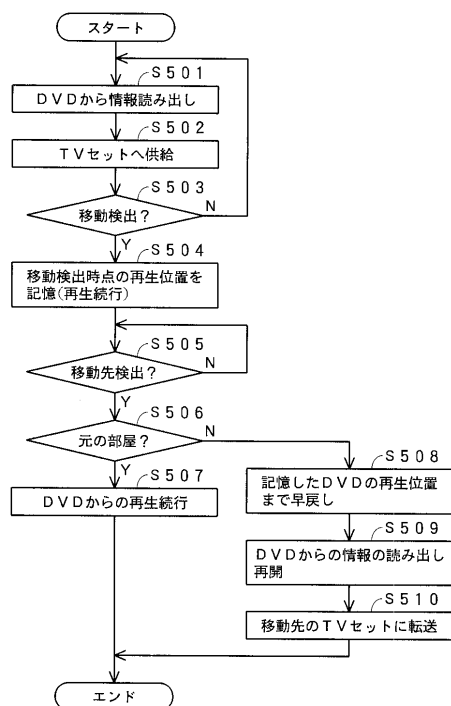 スタート
S501
DVDから情報読み出し
S502
TVセットへ供給
S503
移動検出?
N
Y
S504
移動検出時点の再生位置を
記憶(再生続行)
S505
移動先検出?
N
Y
S506
元の部屋?
N
Y
S507
DVDからの再生続行
S508
記憶したDVDの再生位置
まで早戻し
S509
DVDからの情報の読み出し
再開
S510
移動先のTVセットに転送
エンド